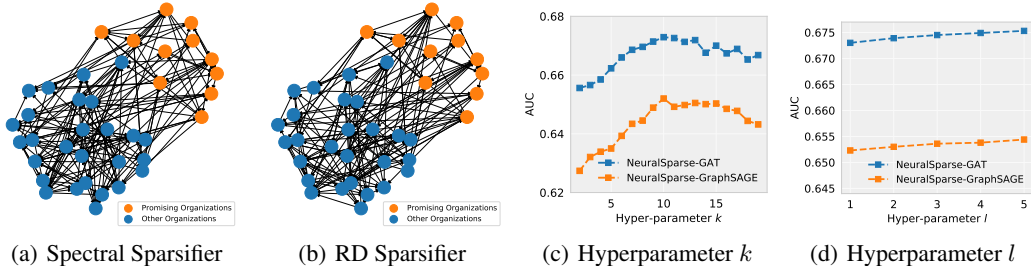 Promising Organizations
Other Organizations
(a) Spectral Sparsifier
Promising Organizations
Other Organizations
(b) RD Sparsifier
0.68
0.66
0.64
0.62
AUC
NeuralSparse-GAT
NeuralSparse-GraphSAGE
5 10 15
Hyper-parameter k
(c) Hyperparameter k
0.675
0.670
0.665
0.660
0.655
0.650
0.645
AUC
NeuralSparse-GAT
NeuralSparse-GraphSAGE
1 2 3 4 5
Hyper-parameter l
(d) Hyperparameter l